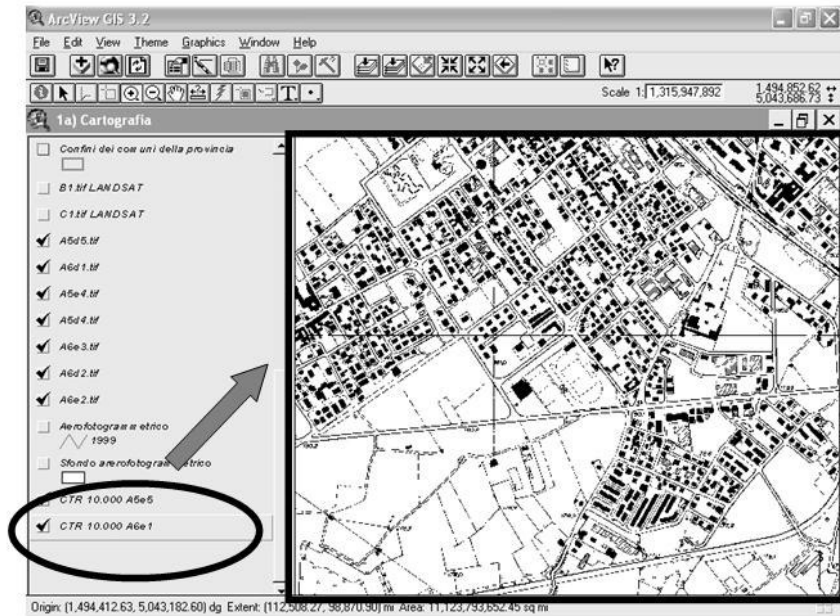 ArcView GIS 3.2
File Edit View Theme Graphics Window Help
Scale 1: 1,315,947,892
1,494,852.62
5,043,686.73
1a) Cartografia
Confini dei comuni della provincia
B1.tif LANDSAT
C1.tif LANDSAT
A5d5.tif
A6d1.tif
A5e4.tif
A5d4.tif
A6e3.tif
A6d2.tif
A6e2.tif
Aerofotogrammetrico
1999
Sfondo aerofotogrammetrico
CTR 10.000 A5e5
CTR 10.000 A6e1
Origin: (1,494,412.63, 5,043,182.60) dg Extent: (112,508.27, 98,870.90) mi Area: 11,123,793,652.45 sq mi